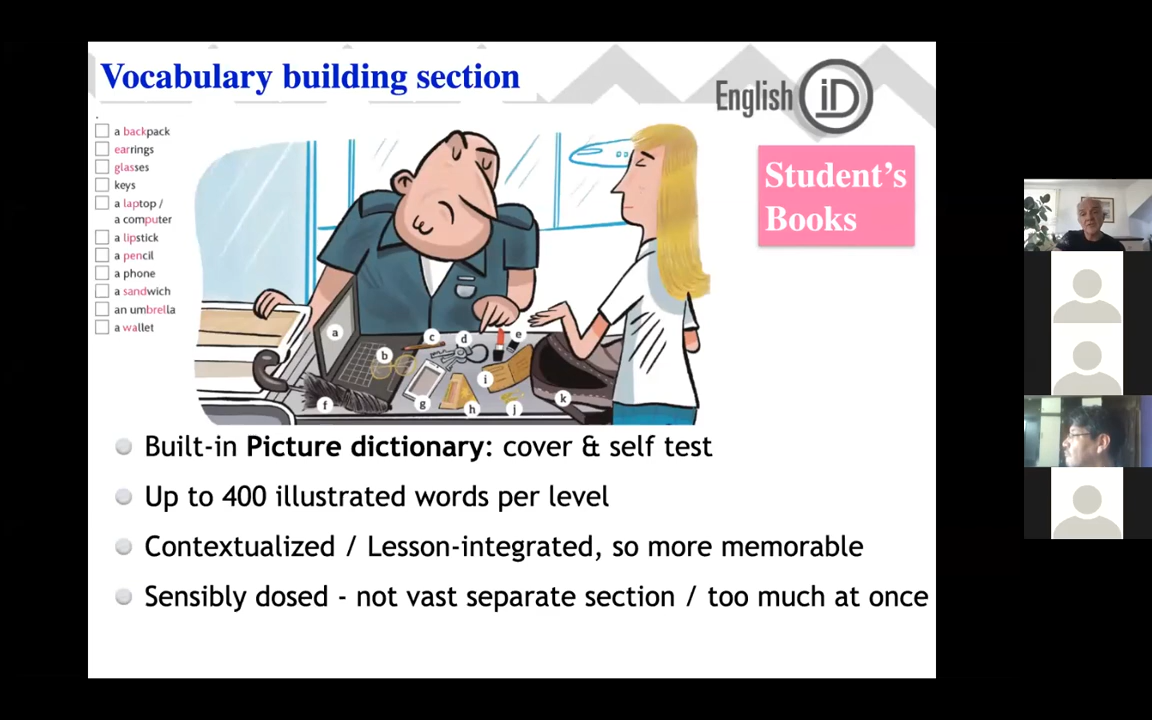 Vocabulary building section
English iD
a backpack
earrings
glasses
keys
a laptop /
a computer
a lipstick
a pencil
a phone
a sandwich
an umbrella
a wallet
Student's
Books
a
b
c
d
e
f
g
h
i
j
k
Built-in Picture dictionary: cover & self test
Up to 400 illustrated words per level
Contextualized / Lesson-integrated, so more memorable
Sensibly dosed - not vast separate section / too much at once